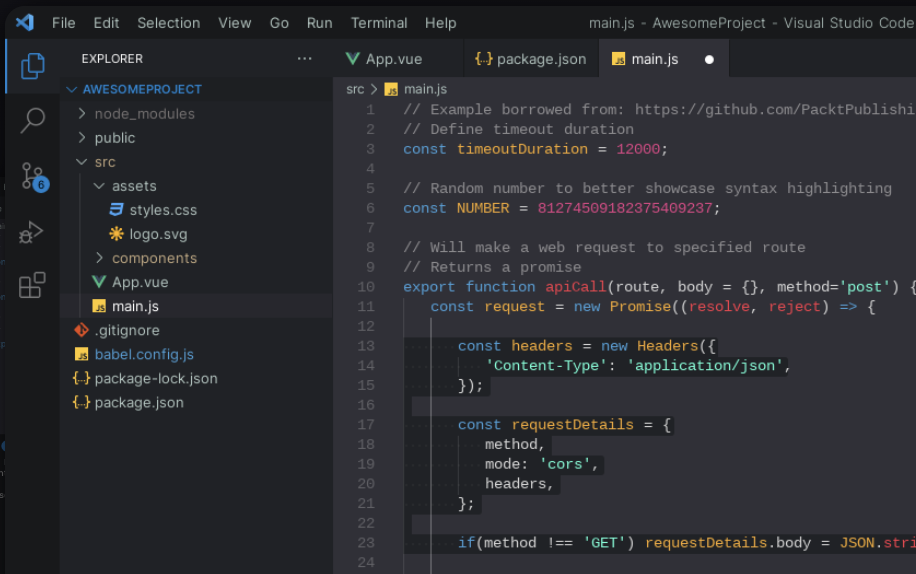 File Edit Selection View Go Run Terminal Help main.js - AwesomeProject - Visual Studio Code
EXPLORER ···
AWESOMEPROJECT
node_modules
public
src
assets
styles.css
logo.svg
components
App.vue
main.js
.gitignore
babel.config.js
package-lock.json
package.json
6
App.vue {..} package.json JS main.js
src > JS main.js
1 // Example borrowed from: https://github.com/PacktPublishi
2 // Define timeout duration
3 const timeoutDuration = 12000;
4
5 // Random number to better showcase syntax highlighting
6 const NUMBER = 81274509182375409237;
7
8 // Will make a web request to specified route
9 // Returns a promise
10 export function apiCall(route, body = {}, method='post') {
11 const request = new Promise((resolve, reject) => {
12
13 const headers = new Headers({
14 'Content-Type': 'application/json',
15 });
16
17 const requestDetails = {
18 method,
19 mode: 'cors',
20 headers,
21 };
22
23 if(method !== 'GET') requestDetails.body = JSON.stri
24